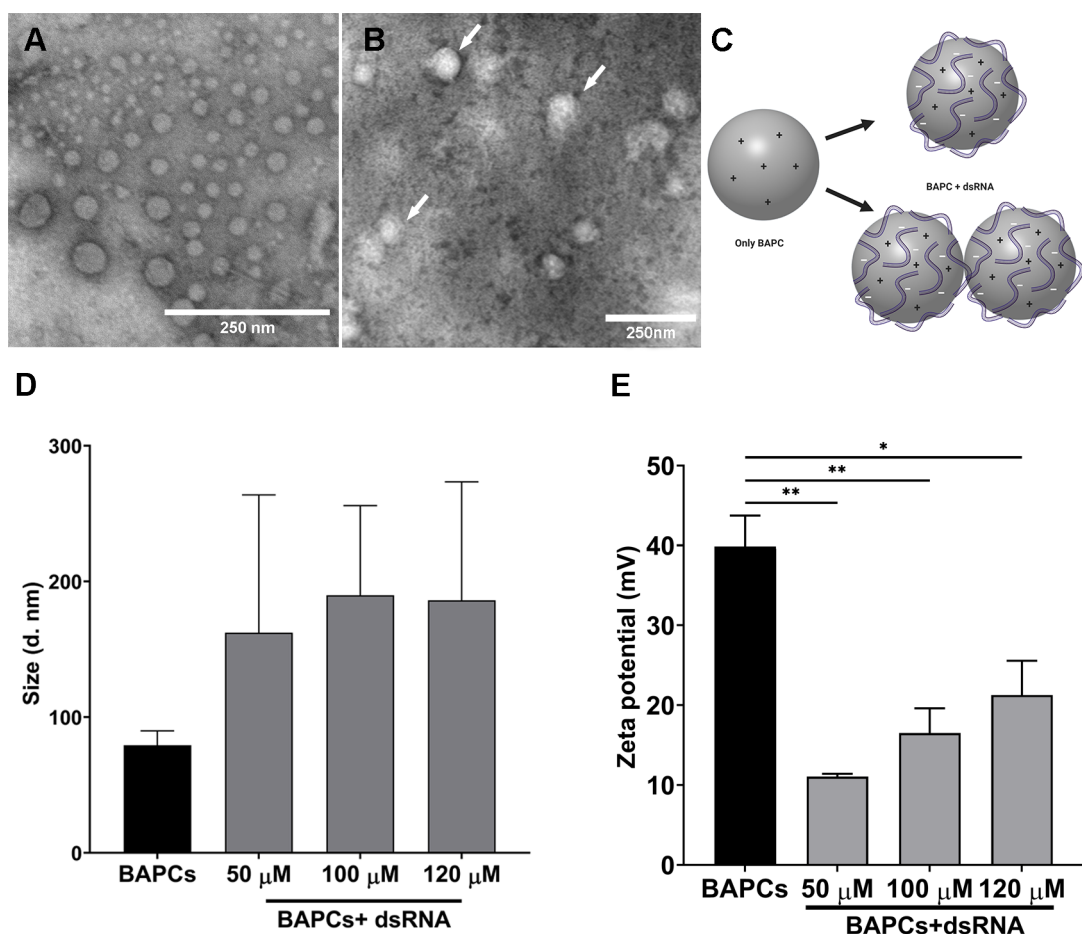 A
250 nm
B
250nm
C
Only BAPC
BAPC + dsRNA
D
Size (d. nm)
300
200
100
0
BAPCs 50 μM 100 μM 120 μM
BAPCs+ dsRNA
E
Zeta potential (mV)
50
40
30
20
10
0
*
**
**
BAPCs 50 μM 100 μM 120 μM
BAPCs+dsRNA